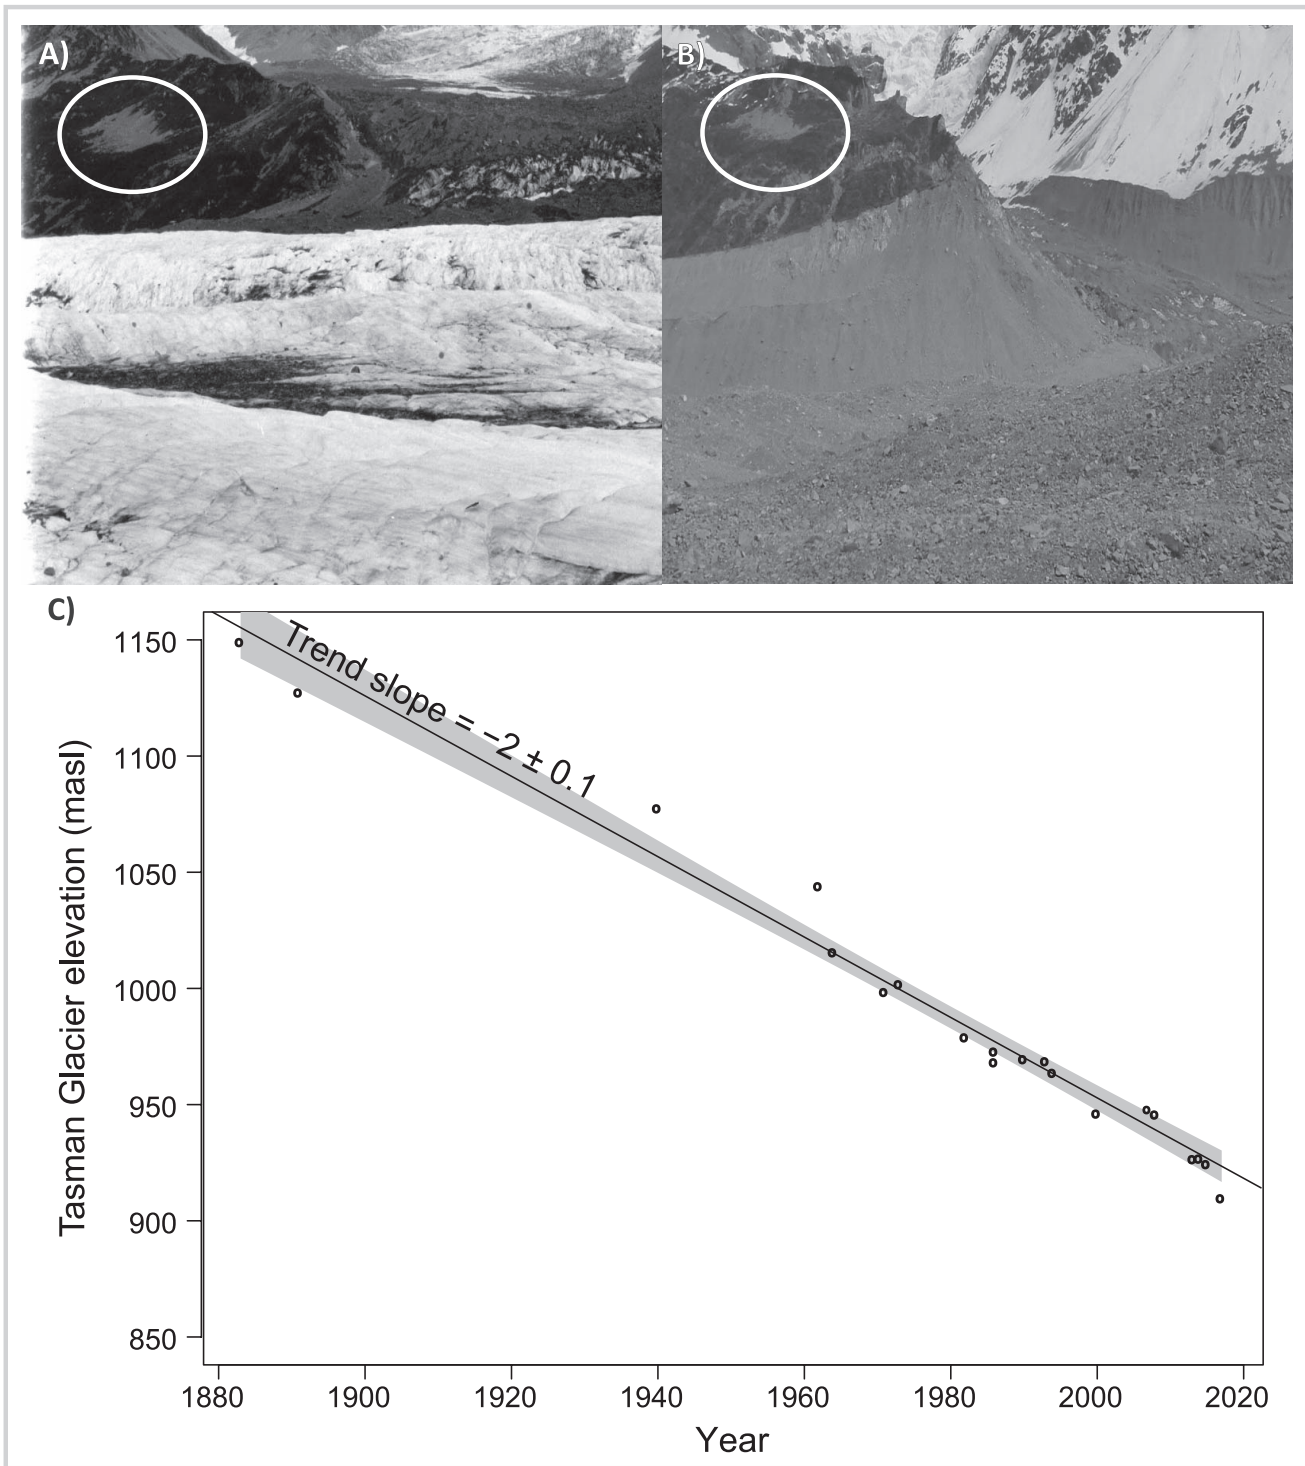 A)
B)
C)
Trend slope = −2 ± 0.1
Tasman Glacier elevation (masl)
1150
1100
1050
1000
950
900
850
1880 1900 1920 1940 1960 1980 2000 2020
Year